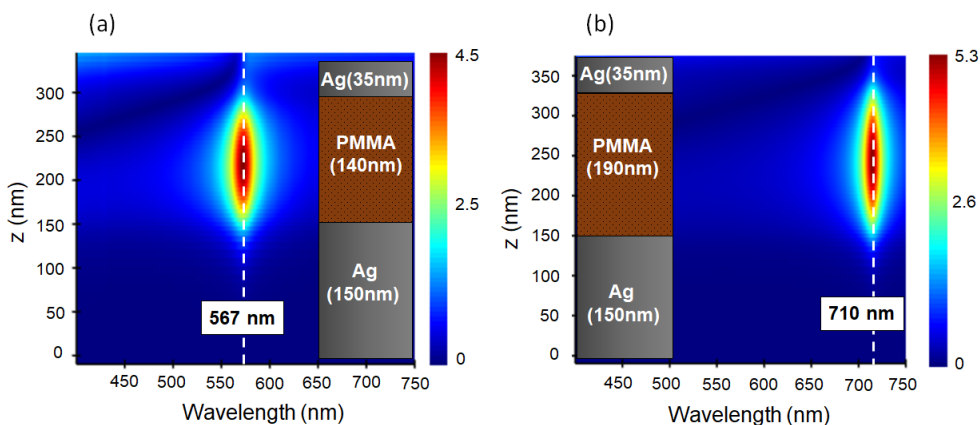 (a)
(b)
z (nm)
300
250
200
150
100
50
0
450
500
550
600
650
700
750
Wavelength (nm)
567 nm
Ag(35nm)
PMMA
(140nm)
Ag
(150nm)
4.5
2.5
0
z (nm)
350
300
250
200
150
100
50
0
400
450
500
550
600
650
700
750
Wavelength (nm)
Ag(35nm)
PMMA
(190nm)
Ag
(150nm)
710 nm
5.3
2.6
0